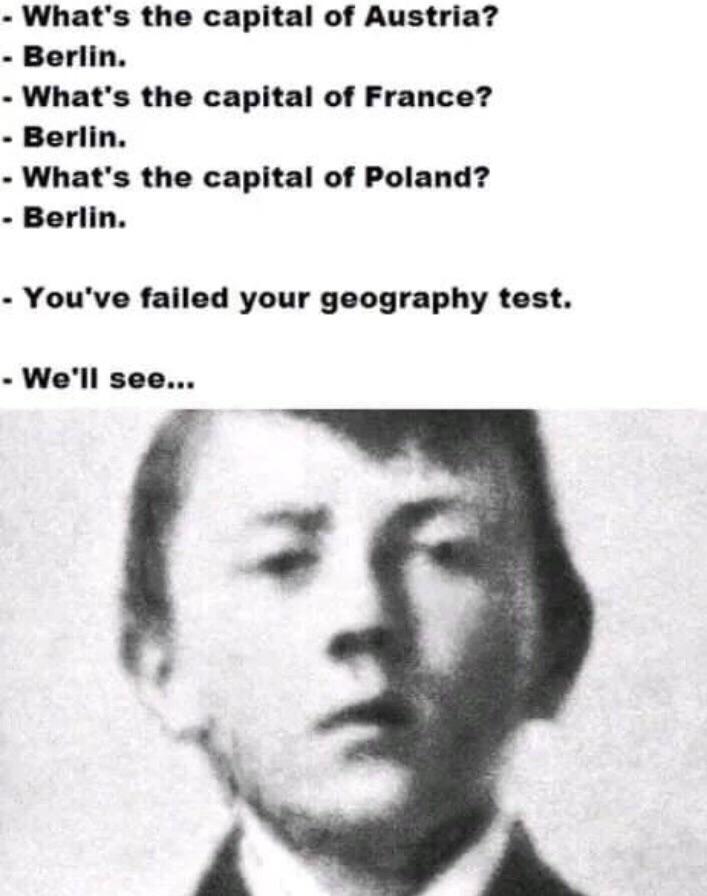 - What's the capital of Austria?
- Berlin.
- What's the capital of France?
- Berlin.
- What's the capital of Poland?
- Berlin.
- You've failed your geography test.
- We'll see...